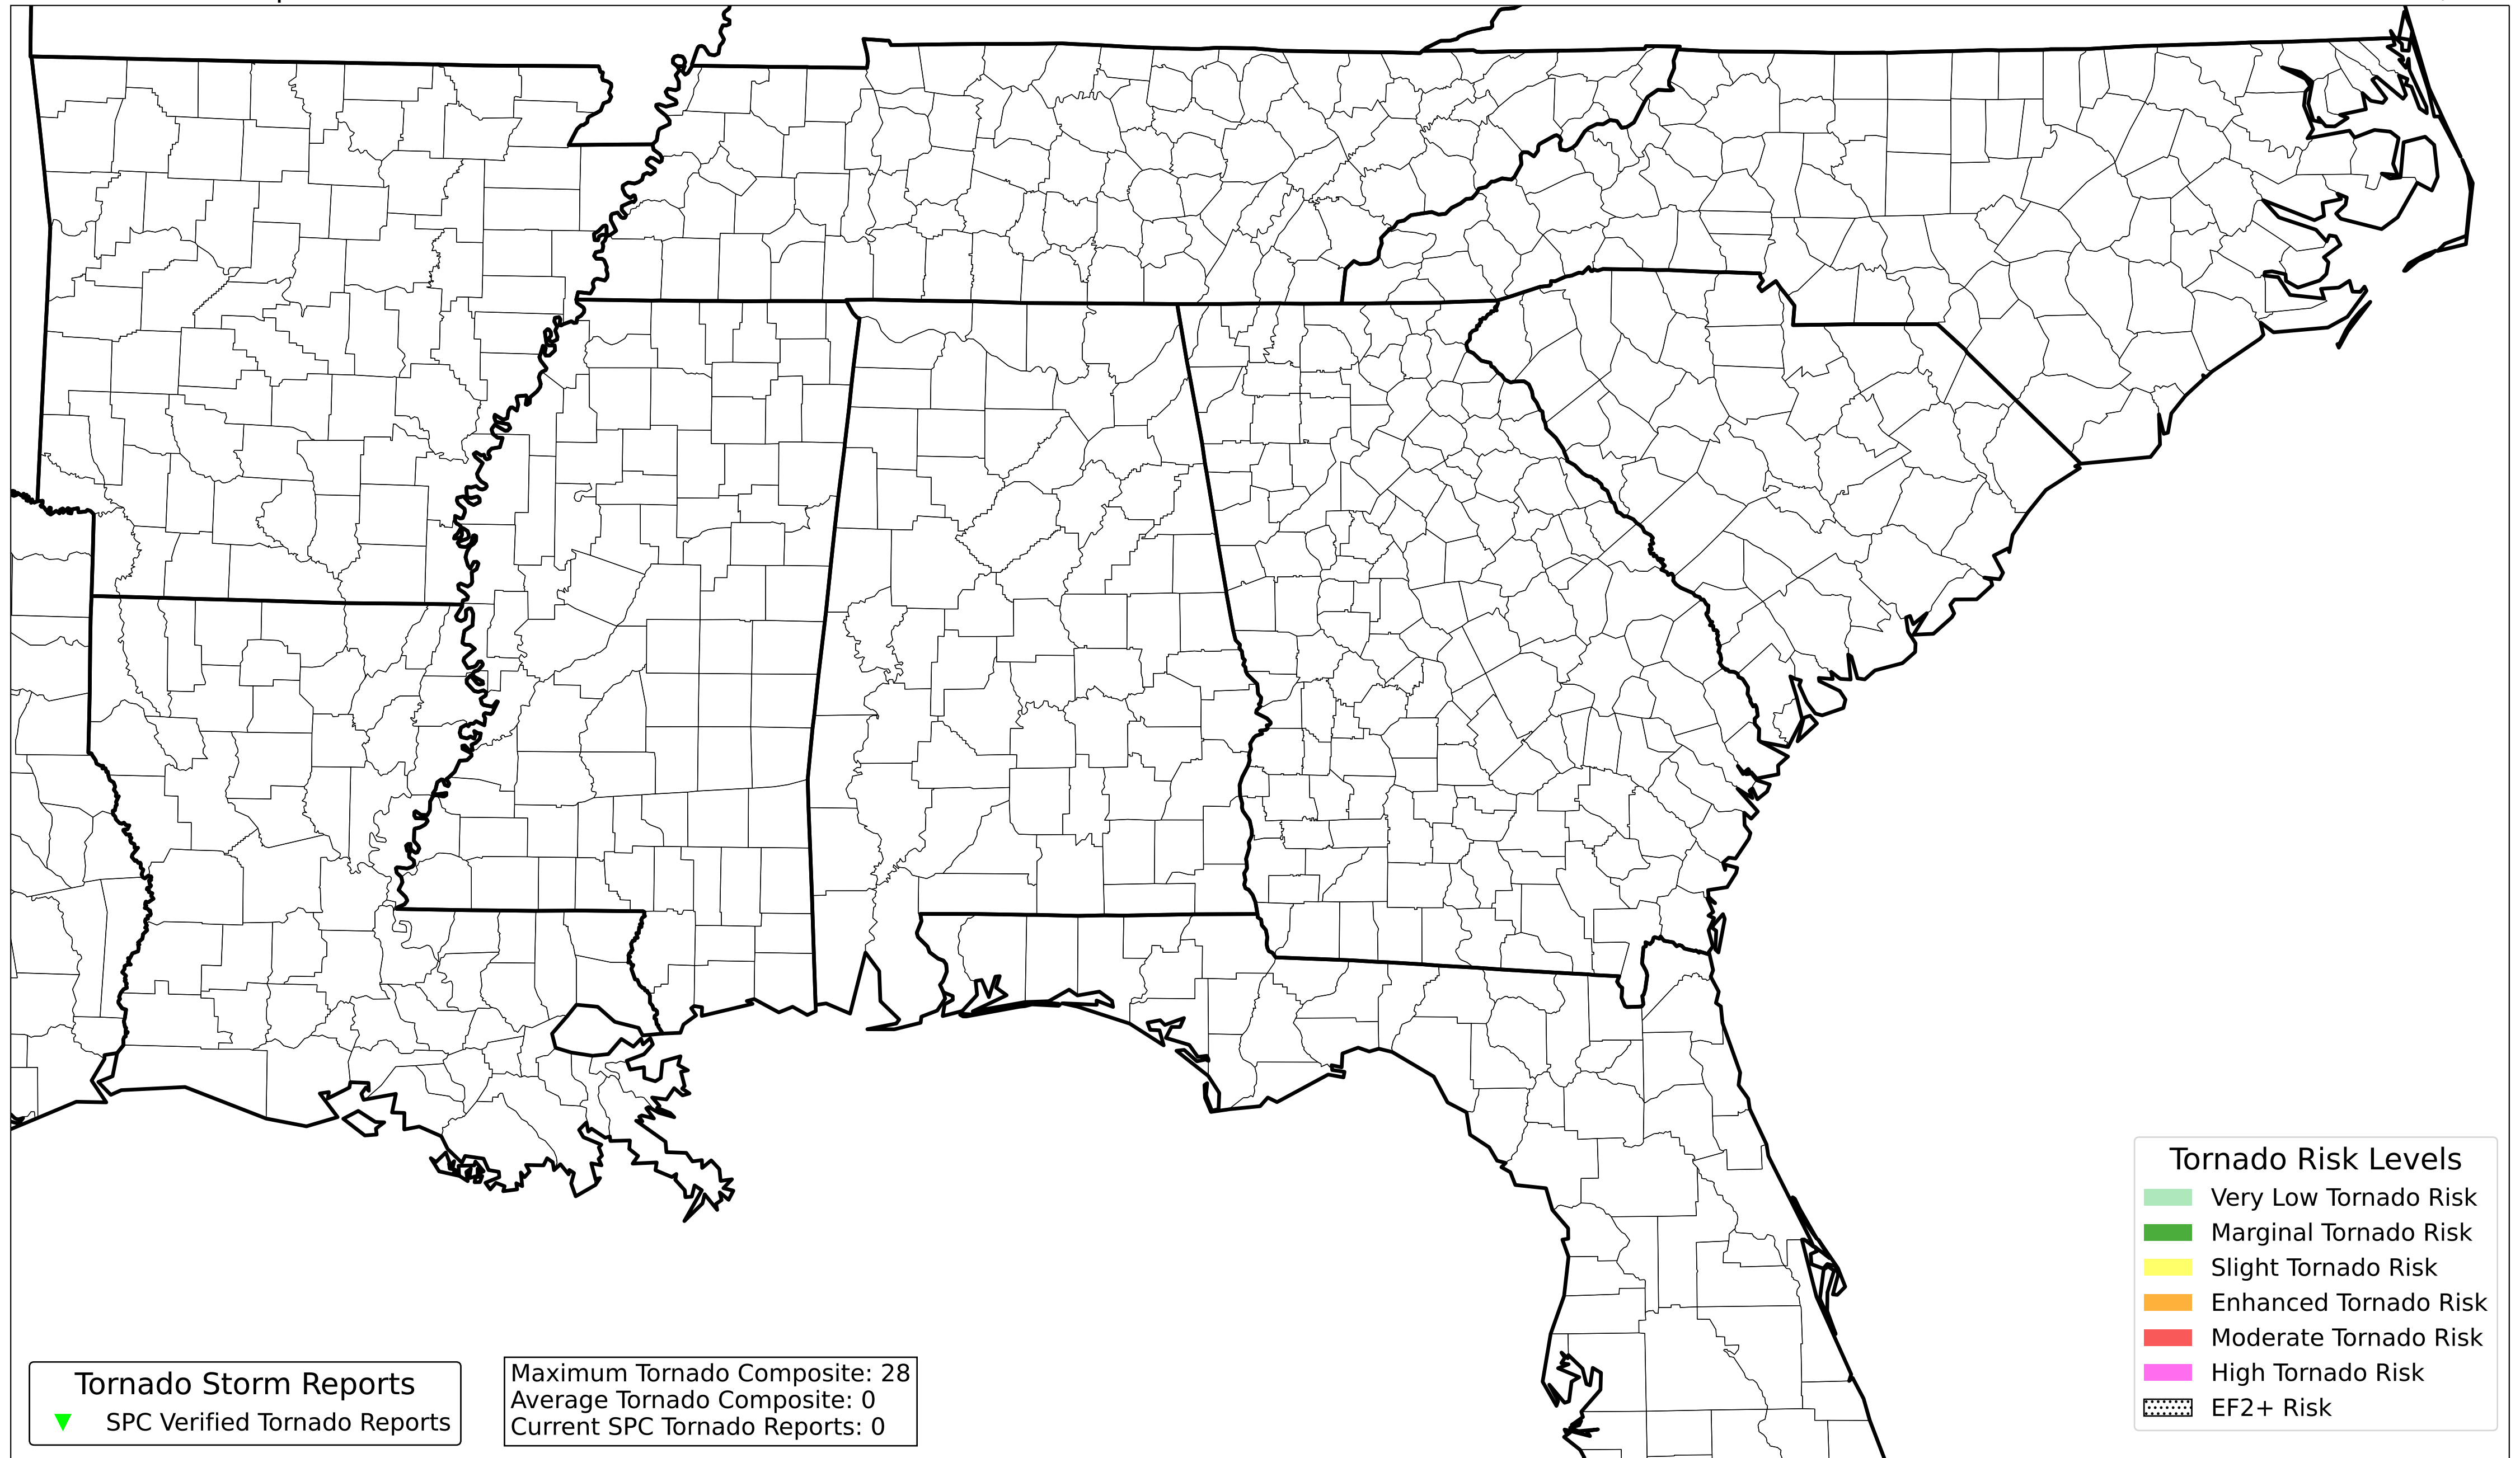 Tornado Risk Levels
Very Low Tornado Risk
Marginal Tornado Risk
Slight Tornado Risk
Enhanced Tornado Risk
Moderate Tornado Risk
High Tornado Risk
EF2+ Risk
Tornado Storm Reports
SPC Verified Tornado Reports
Maximum Tornado Composite: 28
Average Tornado Composite: 0
Current SPC Tornado Reports: 0